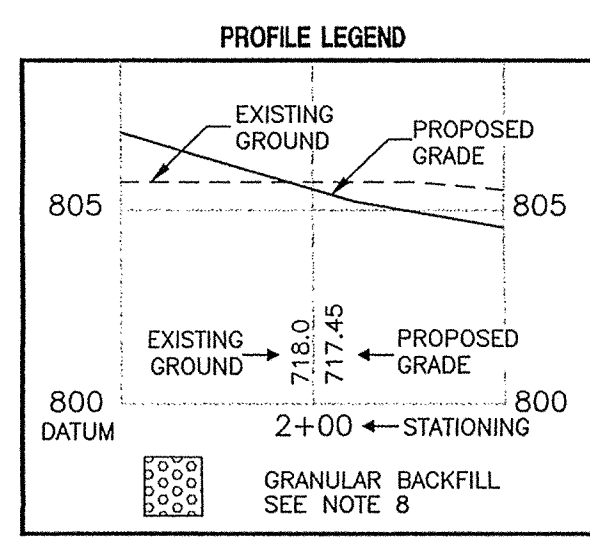 PROFILE LEGEND
EXISTING
GROUND
PROPOSED
GRADE
805
805
EXISTING
GROUND
718.0
717.45
PROPOSED
GRADE
800
800
DATUM
2+00
STATIONING
GRANULAR BACKFILL
SEE NOTE 8